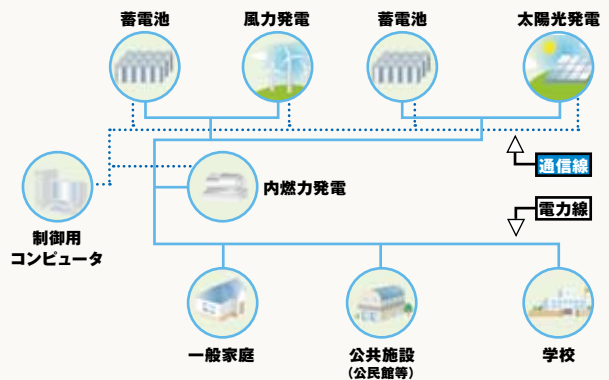 蓄電池
風力発電
蓄電池
太陽光発電
通信線
内燃力発電
電力線
制御用
コンピュータ
一般家庭
公共施設
(公民館等)
学校